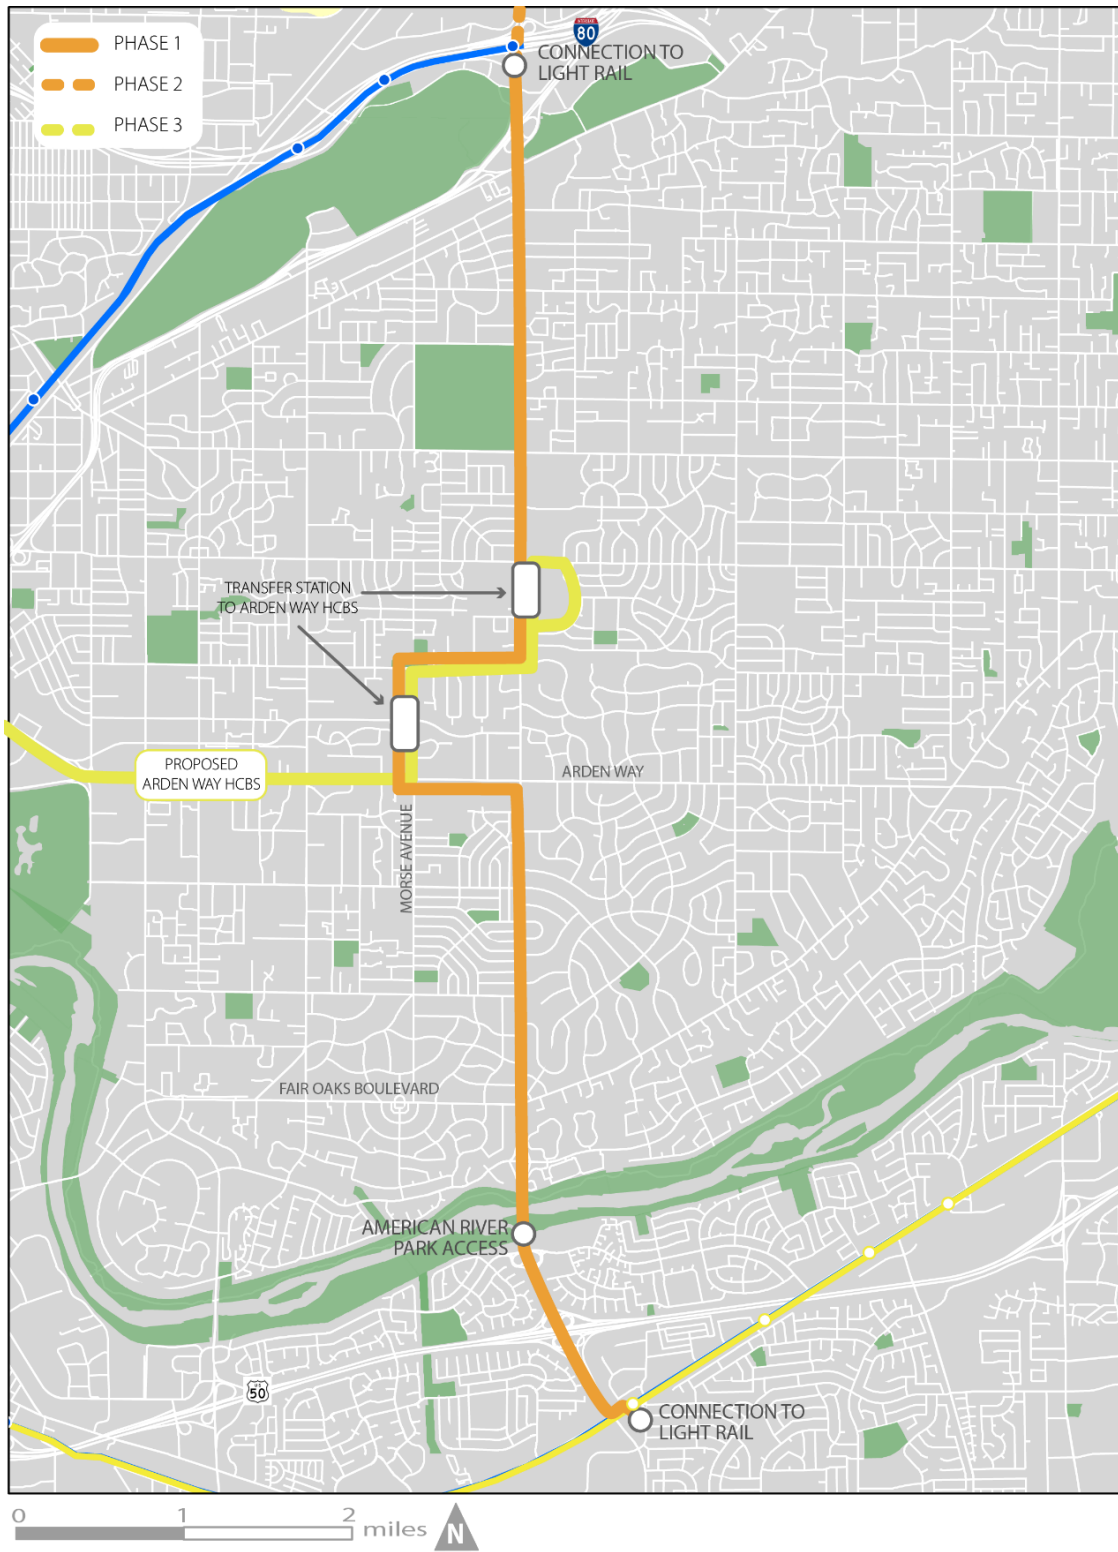 PHASE 1
PHASE 2
PHASE 3
INTERSTATE
80
CONNECTION TO
LIGHT RAIL
TRANSFER STATION
TO ARDEN WAY HCBS
PROPOSED
ARDEN WAY HCBS
ARDEN WAY
MORSE AVENUE
FAIR OAKS BOULEVARD
AMERICAN RIVER
PARK ACCESS
U S
50
CONNECTION TO
LIGHT RAIL
0 1 2 miles
N